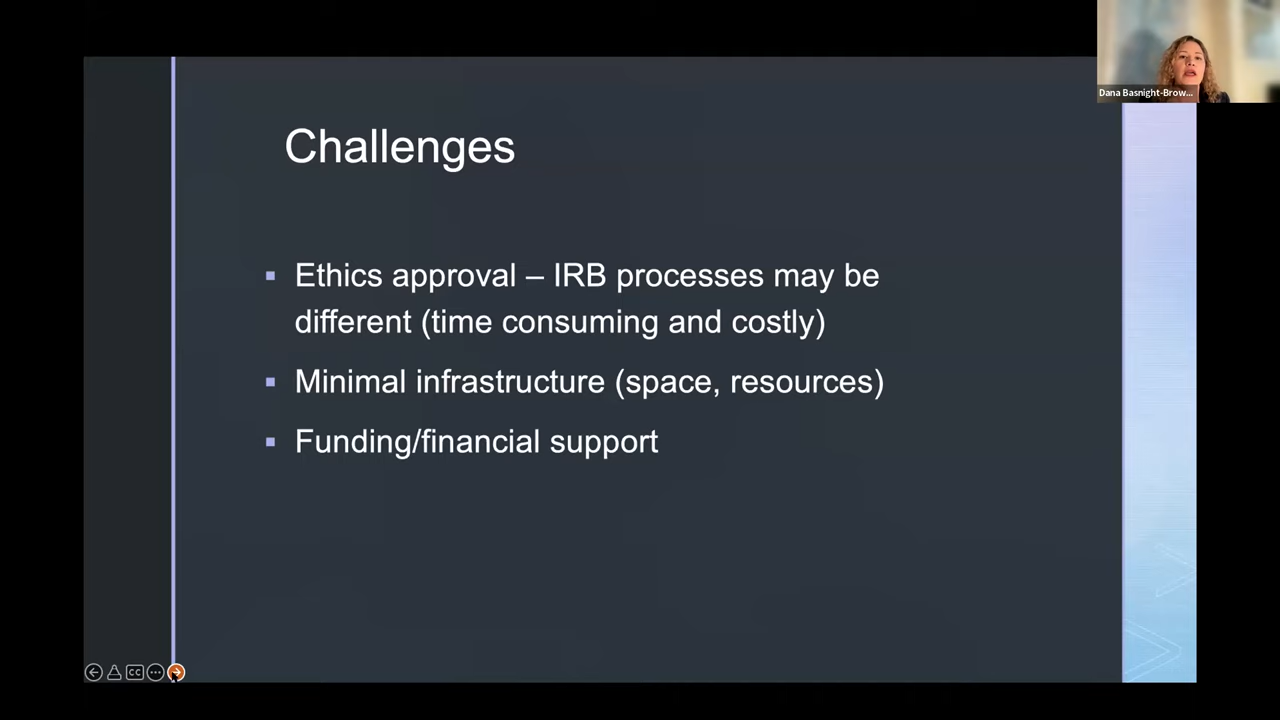 Dana Basnight-Brow...
Challenges
▪ Ethics approval – IRB processes may be
different (time consuming and costly)
▪ Minimal infrastructure (space, resources)
▪ Funding/financial support
CC